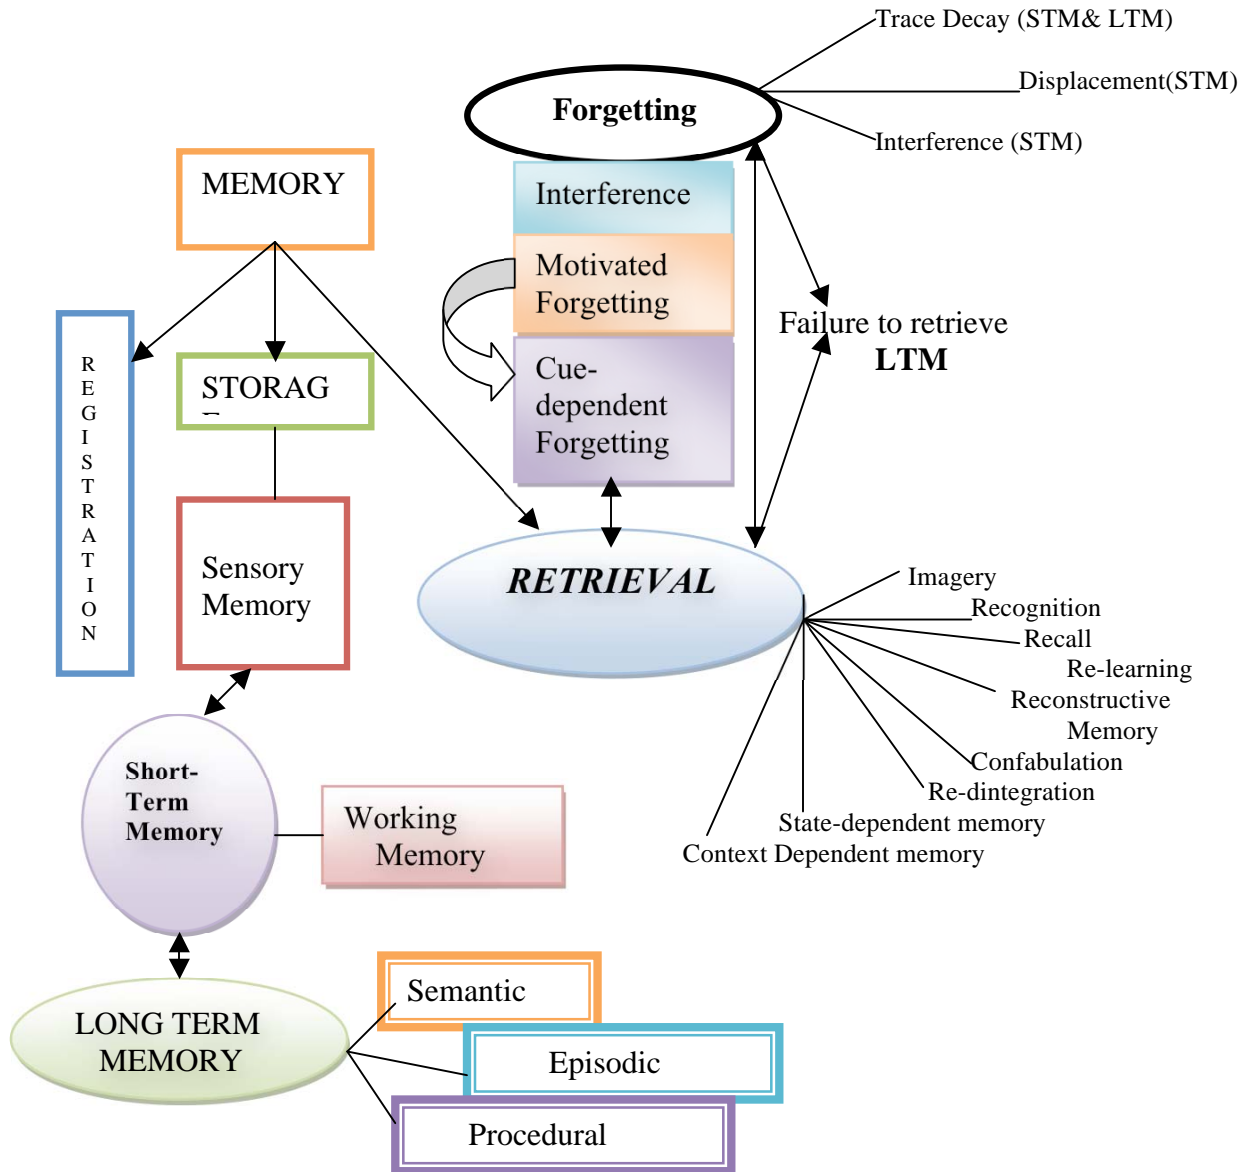 Trace Decay (STM& LTM)
Displacement(STM)
Interference (STM)
Forgetting
Interference
Motivated
Forgetting
Cue-
dependent
Forgetting
Failure to retrieve
LTM
MEMORY
REGISTRATION
STORAG
Sensory
Memory
RETRIEVAL
Imagery
Recognition
Recall
Re-learning
Reconstructive
Memory
Confabulation
Re-dintegration
State-dependent memory
Context Dependent memory
Short-
Term
Memory
Working
Memory
LONG TERM
MEMORY
Semantic
Episodic
Procedural